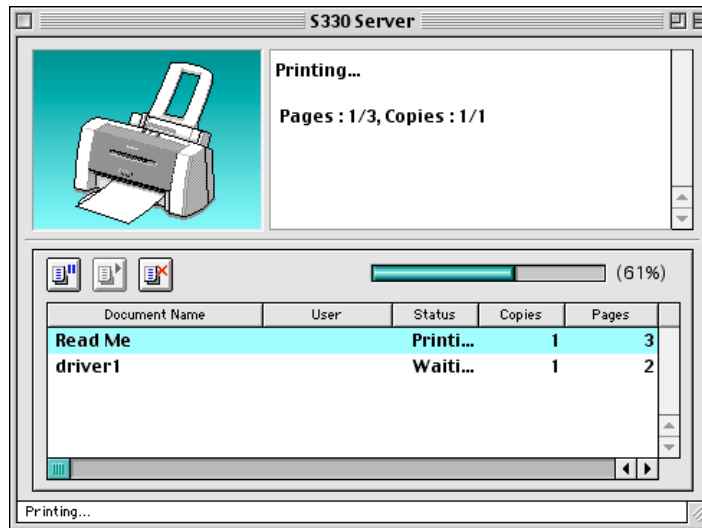 S330 Server
Printing...
Pages : 1/3, Copies : 1/1
(61%)
Document Name User Status Copies Pages
Read Me Printi... 1 3
driver1 Waiti... 1 2
Printing...